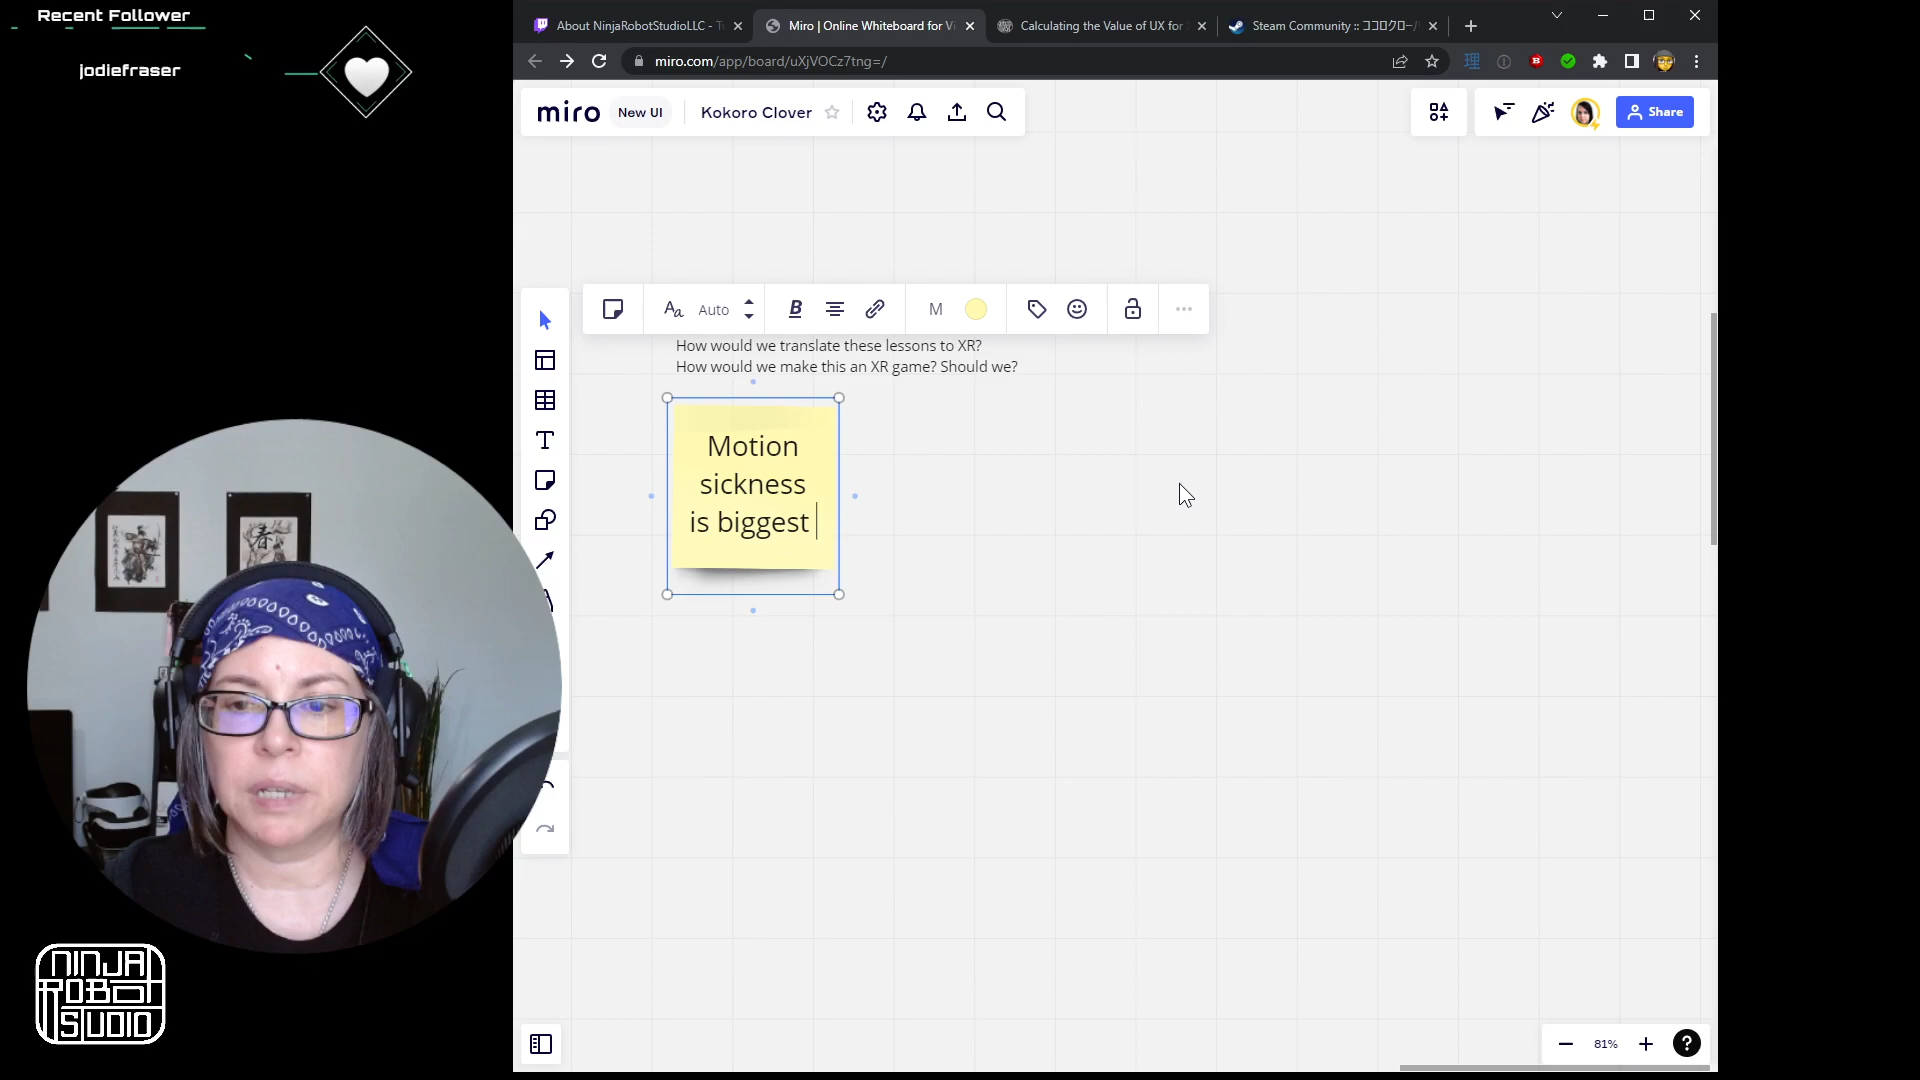 Recent Follower
jodiefraser
About NinjaRobotStudioLLC - Tw
Miro | Online Whiteboard for Vi
Calculating the Value of UX for
Steam Community :: ココロクロー
miro.com/app/board/uXjVOCz7tng=/
miro
New UI
Kokoro Clover
Share
Auto
B
M
How would we translate these lessons to XR?
How would we make this an XR game? Should we?
Motion
sickness
is biggest
春
NINJA
ROBOT
STUDIO
81%